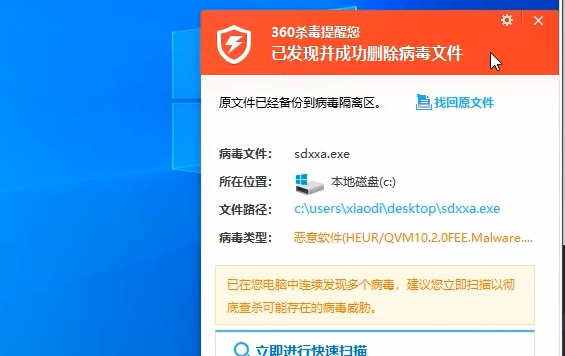 360杀毒提醒您
已发现并成功删除病毒文件
原文件已经备份到病毒隔离区。 找回原文件
病毒文件： sdxxa.exe
所在位置： 本地磁盘(c:)
文件路径： c:\users\xiaodi\desktop\sdxxa.exe
病毒类型： 恶意软件(HEUR/QVM10.2.0FEE.Malware....
已在您电脑中连续发现多个病毒，建议您立即扫描以彻
底查杀可能存在的病毒威胁。
立即进行快速扫描